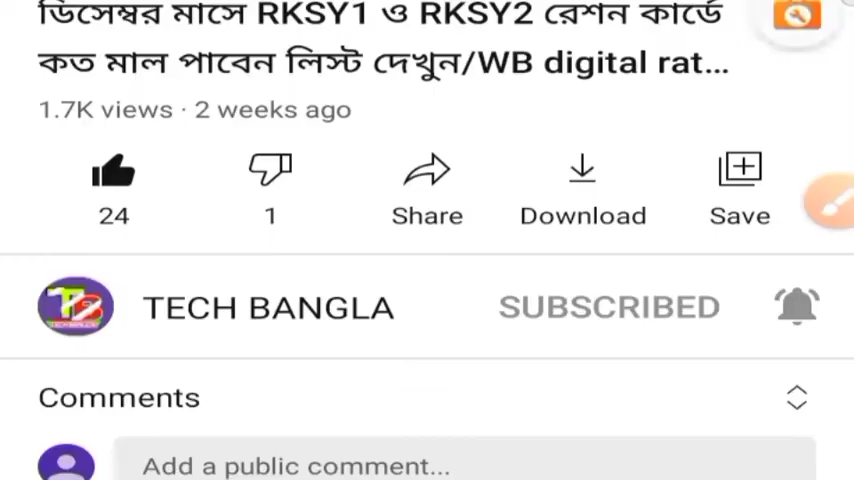 ডিসেম্বর মাসে RKSY1 ও RKSY2 রেশন কার্ডে
কত মাল পাবেন লিস্ট দেখুন/WB digital rat...
1.7K views · 2 weeks ago
24
1
Share
Download
Save
TECH BANGLA
SUBSCRIBED
Comments
Add a public comment...